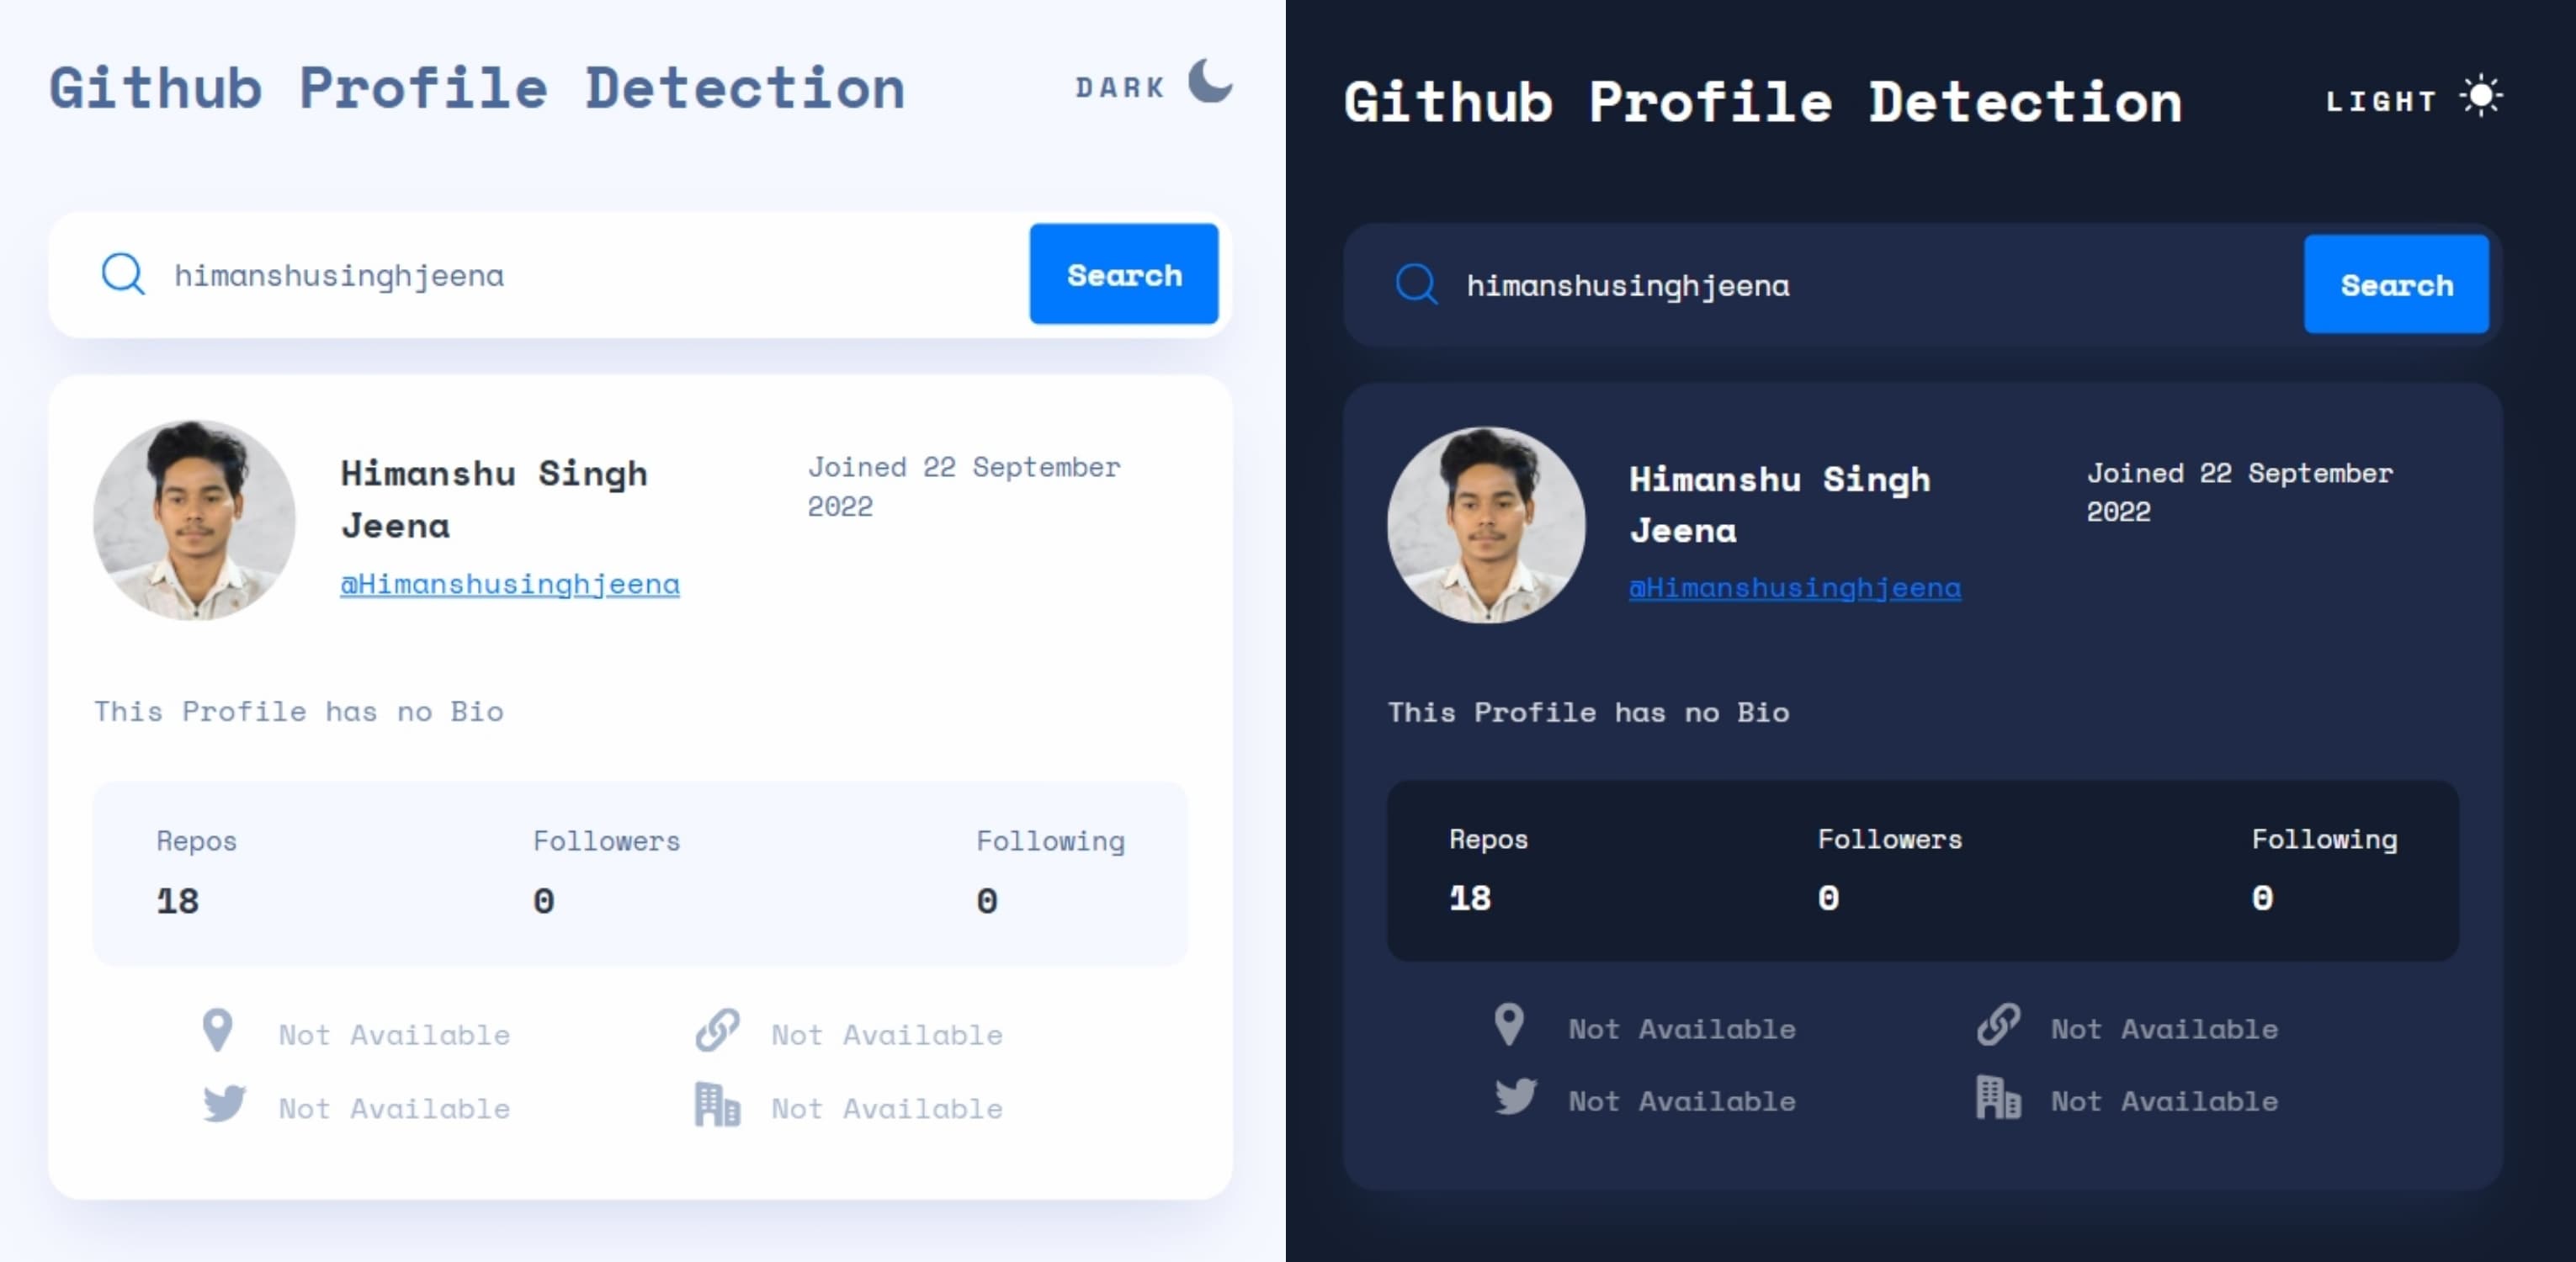 Github Profile Detection
DARK
himanshusinghjeena
Search
Himanshu Singh
Jeena
@Himanshusinghjeena
Joined 22 September
2022
This Profile has no Bio
Repos
Followers
Following
18
0
0
Not Available
Not Available
Not Available
Not Available
Github Profile Detection
LIGHT
himanshusinghjeena
Search
Himanshu Singh
Jeena
@Himanshusinghjeena
Joined 22 September
2022
This Profile has no Bio
Repos
Followers
Following
18
0
0
Not Available
Not Available
Not Available
Not Available